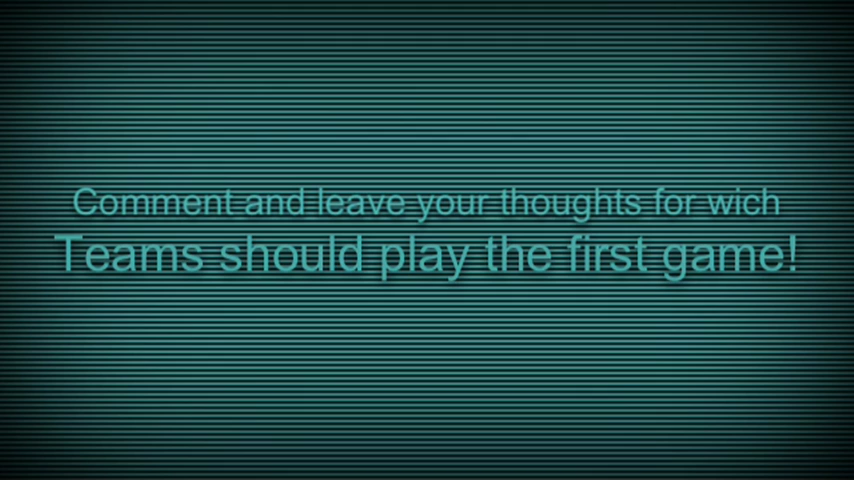 Comment and leave your thoughts for wich
Teams should play the first game!